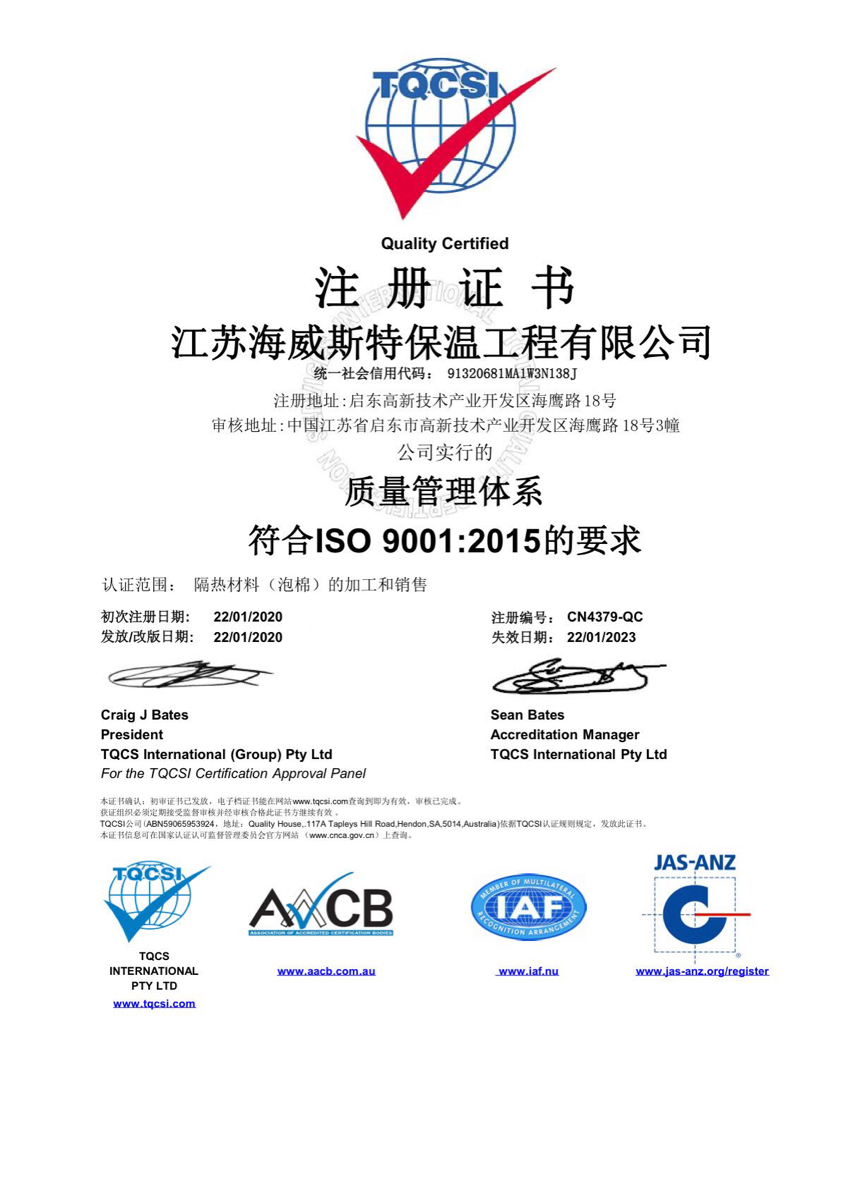 TQCSI
Quality Certified
注 册 证 书
江苏海威斯特保温工程有限公司
统一社会信用代码： 91320681MA1W3N138J
注册地址:启东高新技术产业开发区海鹰路18号
审核地址:中国江苏省启东市高新技术产业开发区海鹰路 18号3幢
公司实行的
质量管理体系
符合ISO 9001:2015的要求
认证范围： 隔热材料（泡棉）的加工和销售
初次注册日期: 22/01/2020 注册编号： CN4379-QC
发放/改版日期: 22/01/2020 失效日期： 22/01/2023
Craig J Bates Sean Bates
President Accreditation Manager
TQCS International (Group) Pty Ltd TQCS International Pty Ltd
For the TQCSI Certification Approval Panel
本证书确认：初审证书已发放，电子档证书能在网站www.tqcsi.com查询到即为有效，审核已完成。
获证组织必须定期接受监督审核并经审核合格此证书方继续有效 。
TQCSI公司(ABN59065953924，地址：Quality House,.117A Tapleys Hill Road,Hendon,SA,5014,Australia)依据TQCSI认证规则规定，发放此证书。
本证书信息可在国家认证认可监督管理委员会官方网站 （www.cnca.gov.cn）上查询。
TQCSI
AACB
ASSOCIATION OF ACCREDITED CERTIFICATION BODIES
MEMBER OF MULTILATERAL
IAF
RECOGNITION ARRANGEMENT
JAS-ANZ
®
TQCS
INTERNATIONAL
PTY LTD
www.aacb.com.au www.iaf.nu www.jas-anz.org/register
www.tqcsi.com